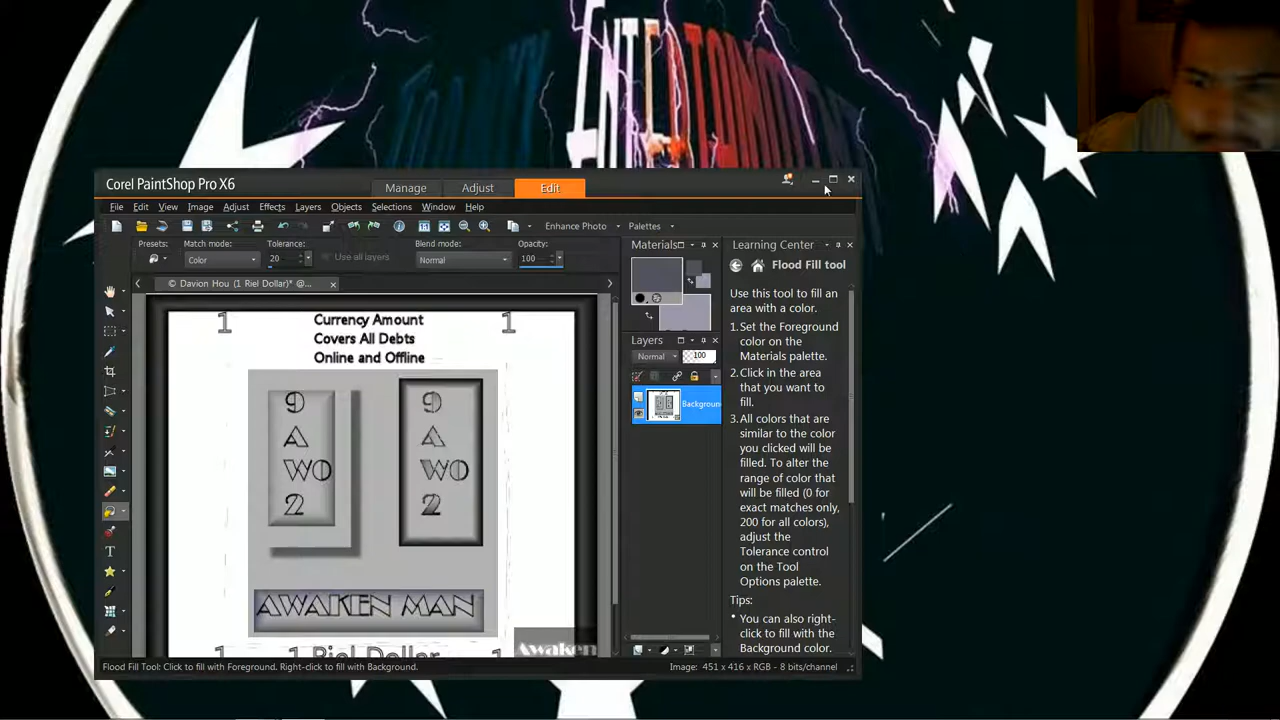 Corel PaintShop Pro X6
Manage
Adjust
Edit
File Edit View Image Adjust Effects Layers Objects Selections Window Help
Enhance Photo
Palettes
Presets:
Match mode:
Color
Tolerance:
20
Use all layers
Blend mode:
Normal
Opacity:
100
© Davion Hou (1 Riel Dollar)* @...
1
Currency Amount
Covers All Debts
Online and Offline
1
9
A
WO
2
9
A
WO
2
AWAKEN MAN
1
1 Riel Dollar
1
Awaken
Materials
Layers
Normal
100
Background
Learning Center
Flood Fill tool
Use this tool to fill an
area with a color.
1. Set the Foreground
color on the
Materials palette.
2. Click in the area
that you want to
fill.
3. All colors that are
similar to the color
you clicked will be
filled. To alter the
range of color that
will be filled (0 for
exact matches only,
200 for all colors),
adjust the
Tolerance control
on the Tool
Options palette.
Tips:
• You can also right-
click to fill with the
Background color.
Flood Fill Tool: Click to fill with Foreground. Right-click to fill with Background.
Image: 451 x 416 x RGB - 8 bits/channel